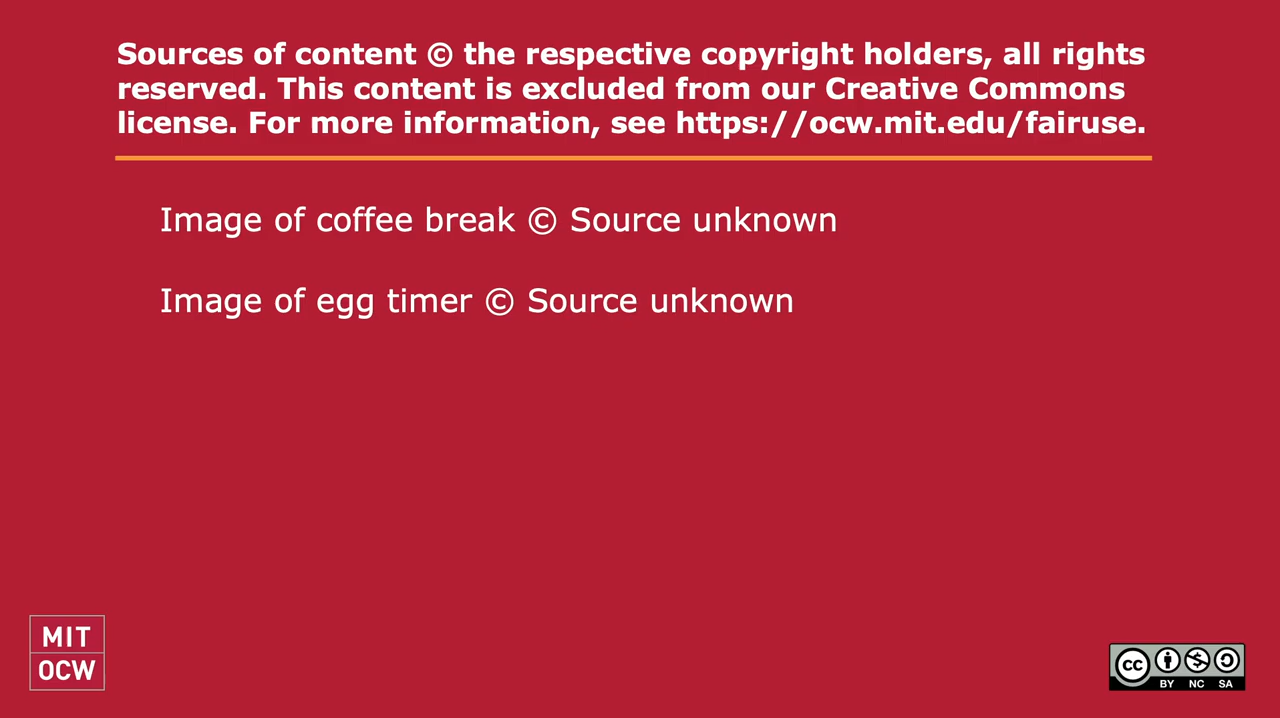 Sources of content © the respective copyright holders, all rights
reserved. This content is excluded from our Creative Commons
license. For more information, see https://ocw.mit.edu/fairuse.
Image of coffee break © Source unknown
Image of egg timer © Source unknown
MIT
OCW
cc
BY NC SA